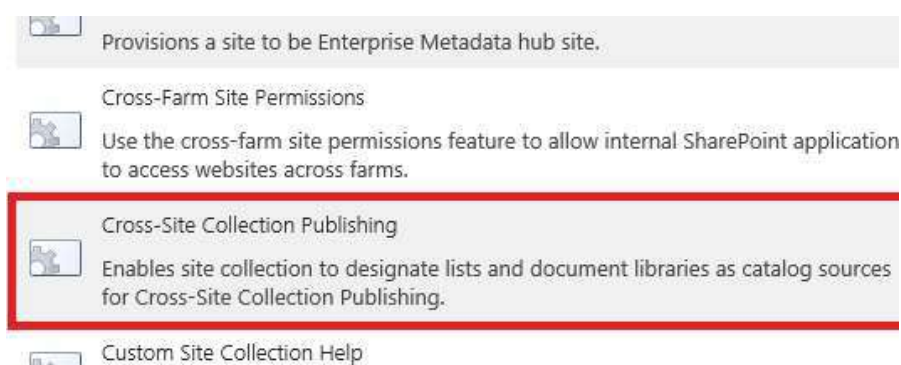 Provisions a site to be Enterprise Metadata hub site.
Cross-Farm Site Permissions
Use the cross-farm site permissions feature to allow internal SharePoint application
to access websites across farms.
Cross-Site Collection Publishing
Enables site collection to designate lists and document libraries as catalog sources
for Cross-Site Collection Publishing.
Custom Site Collection Help